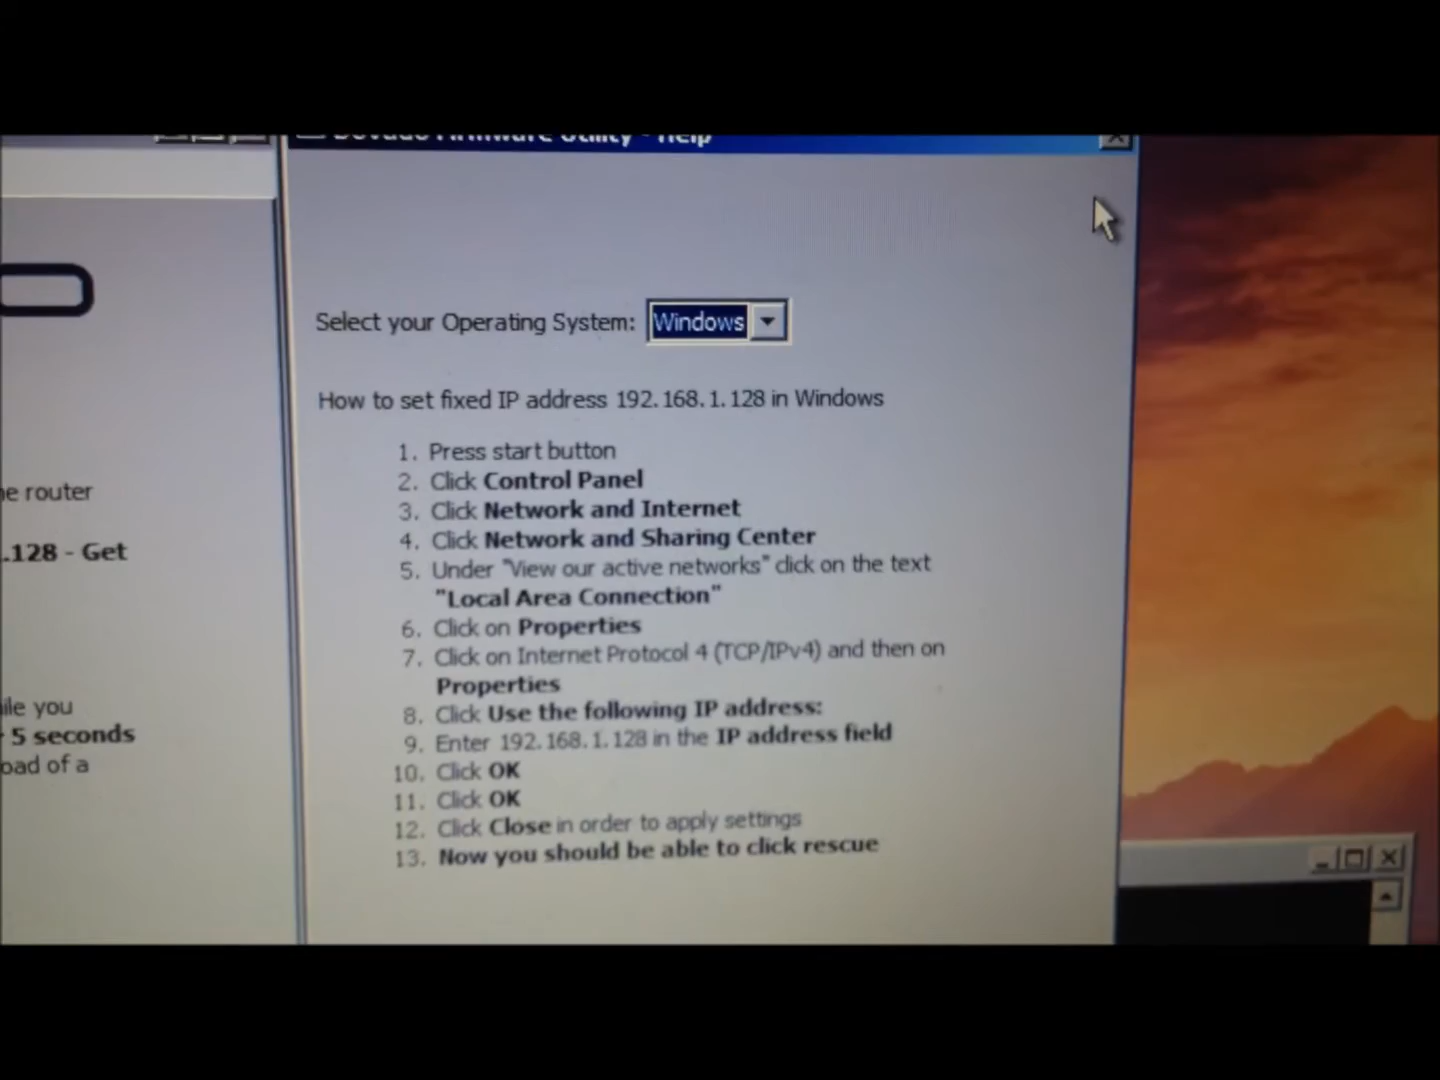 Utility - Help
Select your Operating System: Windows
How to set fixed IP address 192.168.1.128 in Windows
1. Press start button
2. Click Control Panel
3. Click Network and Internet
4. Click Network and Sharing Center
5. Under "View our active networks" click on the text
"Local Area Connection"
6. Click on Properties
7. Click on Internet Protocol 4 (TCP/IPv4) and then on
Properties
8. Click Use the following IP address:
9. Enter 192.168.1.128 in the IP address field
10. Click OK
11. Click OK
12. Click Close in order to apply settings
13. Now you should be able to click rescue
router
.128 - Get
you
5 seconds
of a